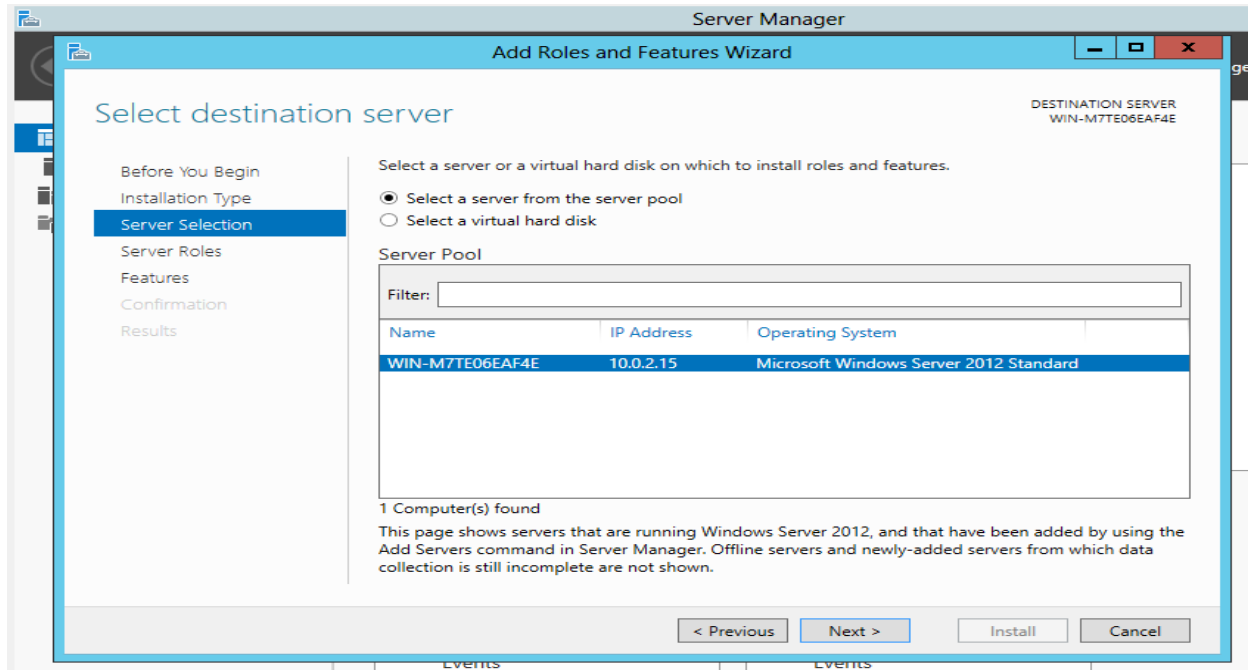 Server Manager
Add Roles and Features Wizard
Select destination server
DESTINATION SERVER
WIN-M7TE06EAF4E
Before You Begin
Installation Type
Server Selection
Server Roles
Features
Confirmation
Results
Select a server or a virtual hard disk on which to install roles and features.
Select a server from the server pool
Select a virtual hard disk
Server Pool
Filter:
Name IP Address Operating System
WIN-M7TE06EAF4E 10.0.2.15 Microsoft Windows Server 2012 Standard
1 Computer(s) found
This page shows servers that are running Windows Server 2012, and that have been added by using the
Add Servers command in Server Manager. Offline servers and newly-added servers from which data
collection is still incomplete are not shown.
< Previous Next > Install Cancel
Events Events